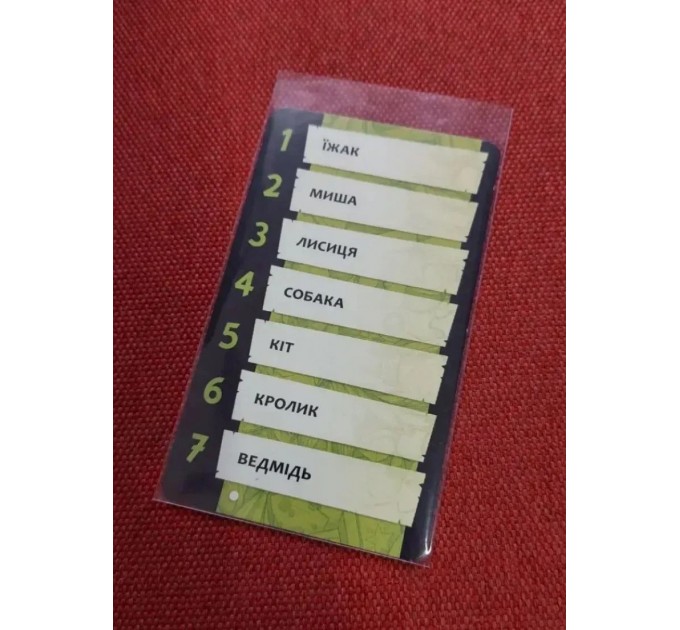 1 ЇЖАК
2 МИША
3 ЛИСИЦЯ
4 СОБАКА
5 КІТ
6 КРОЛИК
7 ВЕДМІДЬ